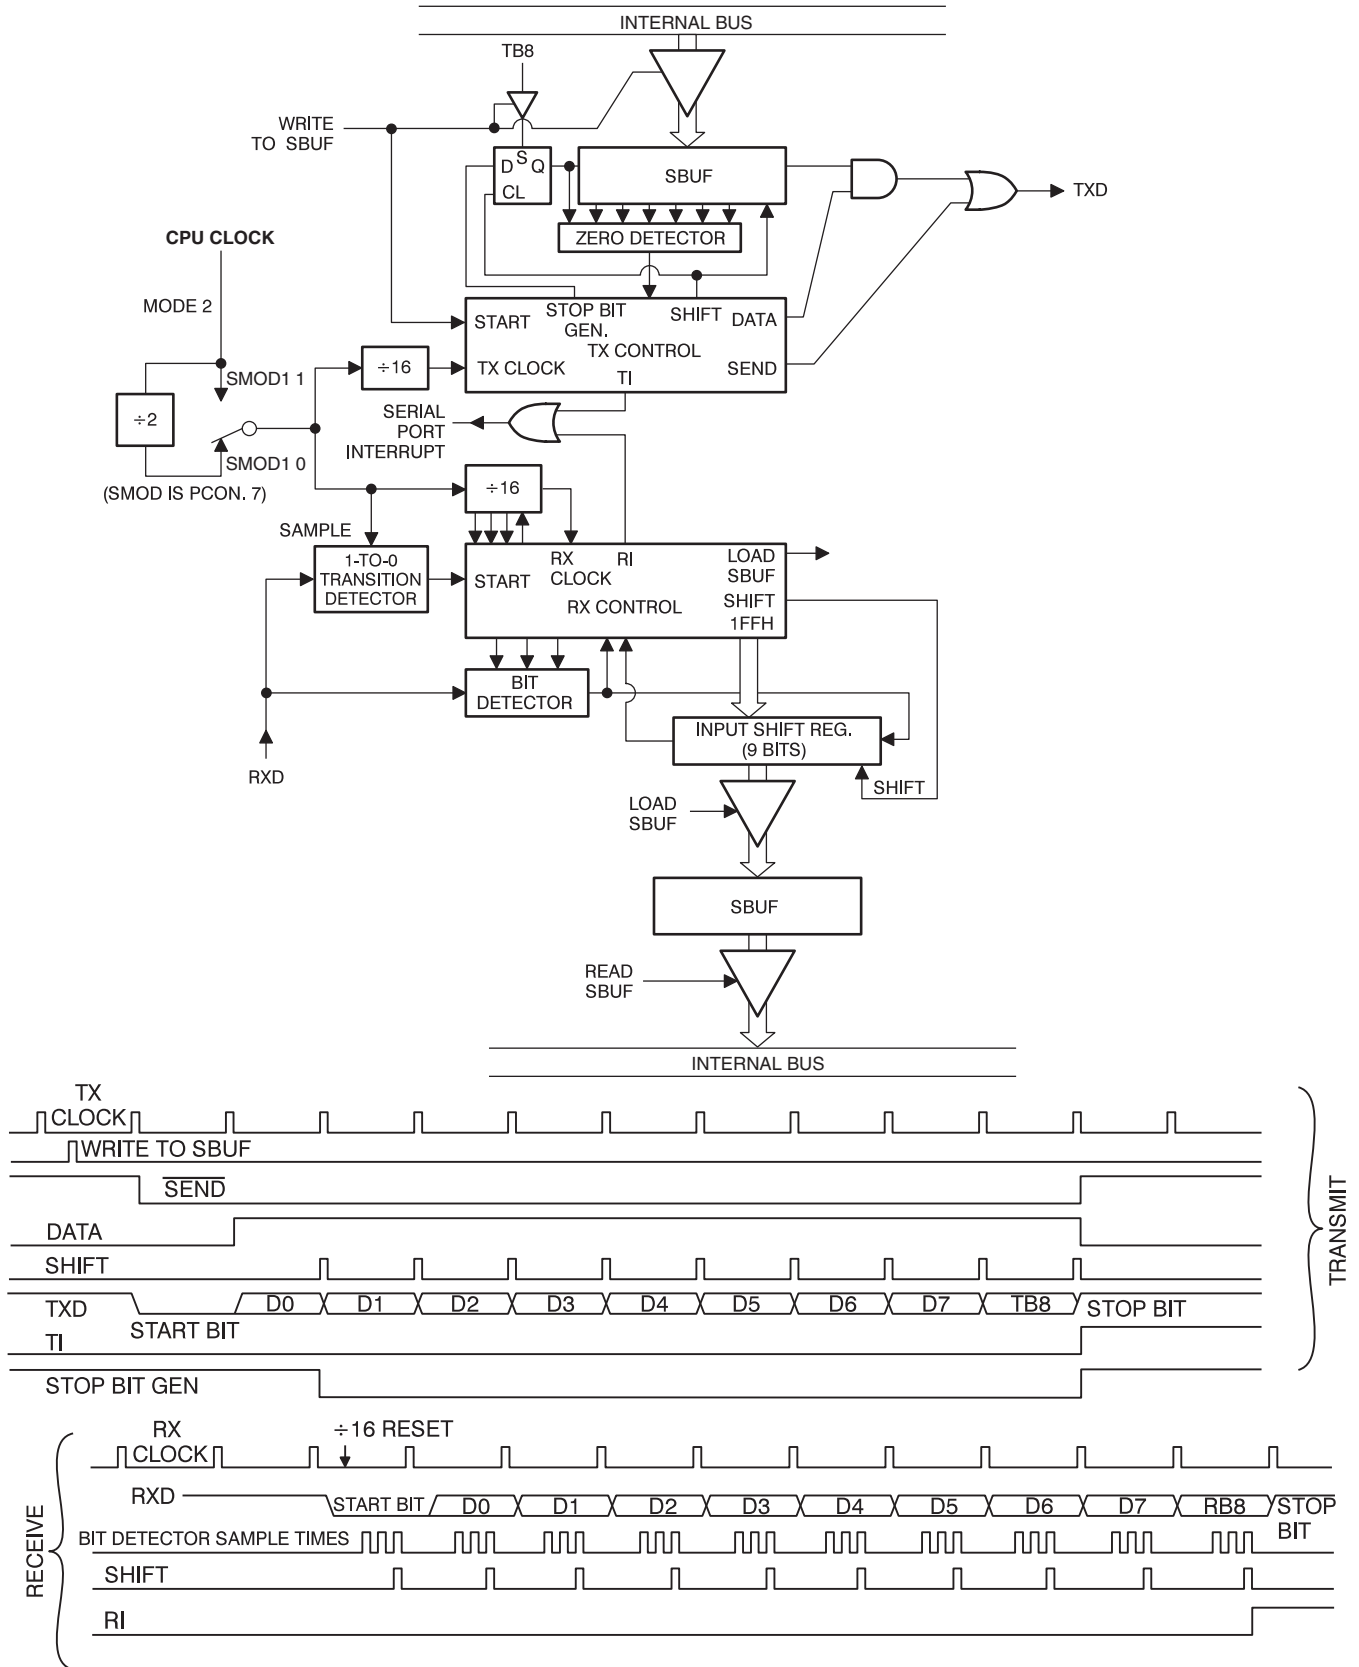 INTERNAL BUS
TB8
WRITE
TO SBUF
D S Q
CL
SBUF
TXD
ZERO DETECTOR
CPU CLOCK
MODE 2
START
STOP BIT
GEN.
SHIFT
DATA
TX CONTROL
TX CLOCK
TI
SEND
÷16
SMOD1 1
÷2
SMOD1 0
(SMOD IS PCON. 7)
SERIAL
PORT
INTERRUPT
÷16
SAMPLE
1-TO-0
TRANSITION
DETECTOR
START
RX
CLOCK
RI
RX CONTROL
LOAD
SBUF
SHIFT
1FFH
BIT
DETECTOR
RXD
INPUT SHIFT REG.
(9 BITS)
SHIFT
LOAD
SBUF
SBUF
READ
SBUF
INTERNAL BUS
TX
CLOCK
WRITE TO SBUF
SEND
DATA
SHIFT
TXD
START BIT
D0 D1 D2 D3 D4 D5 D6 D7 TB8
STOP BIT
TI
STOP BIT GEN
TRANSMIT
RX
CLOCK
÷16 RESET
RXD
START BIT
D0 D1 D2 D3 D4 D5 D6 D7 RB8
STOP
BIT
BIT DETECTOR SAMPLE TIMES
SHIFT
RI
RECEIVE